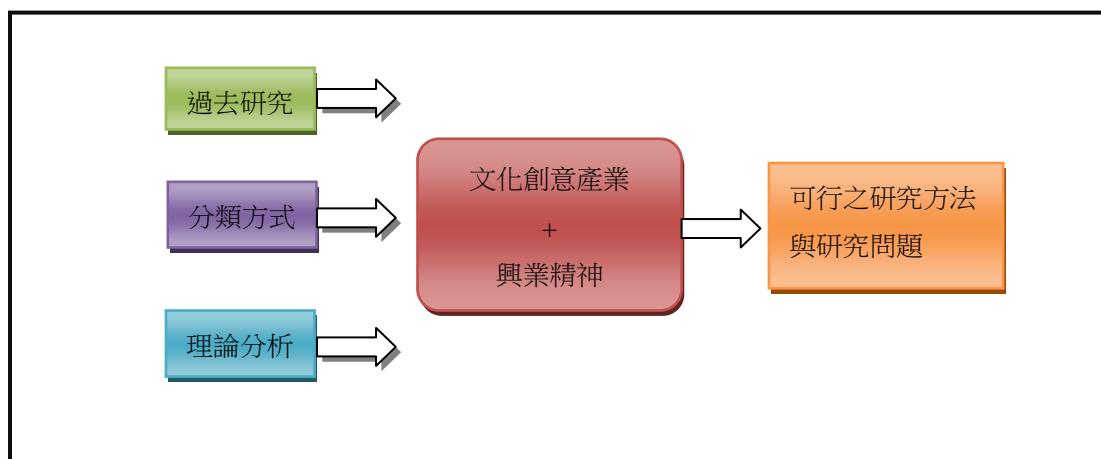 過去研究
分類方式
理論分析
文化創意產業
+
興業精神
可行之研究方法
與研究問題